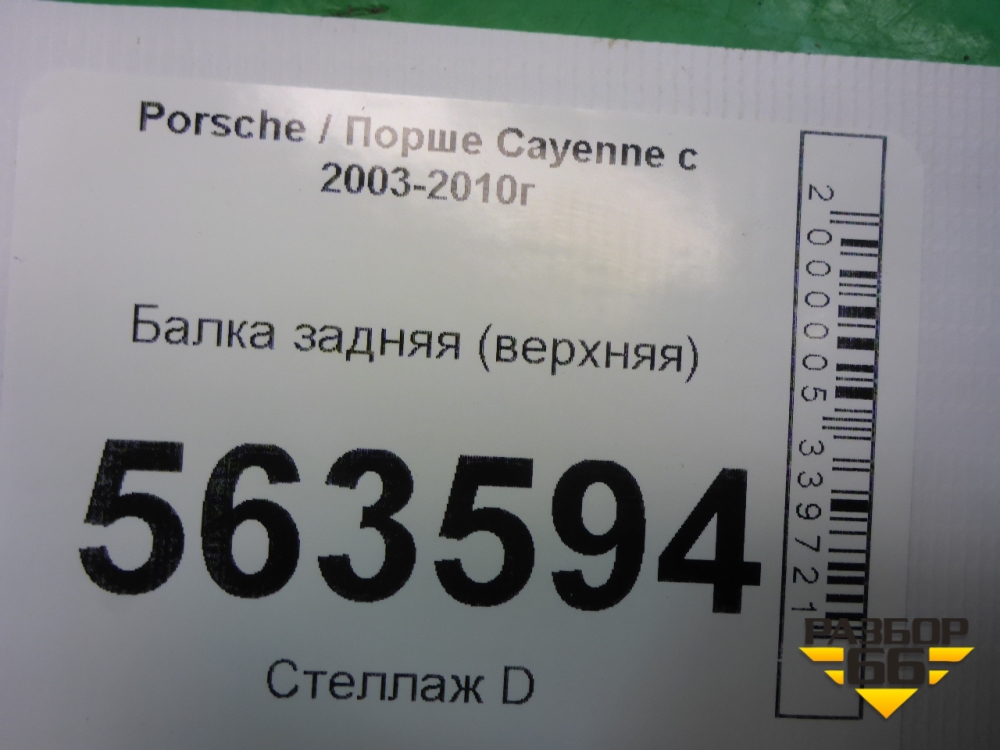 Porsche / Порше Cayenne с
2003-2010г
Балка задняя (верхняя)
563594
Стеллаж D
2000005339721
РАЗБОР
66